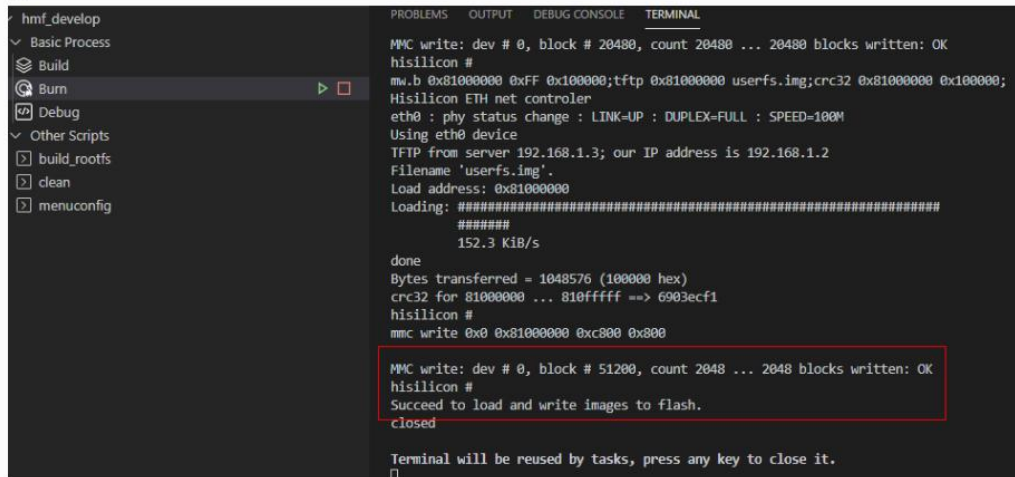 hmf_develop
Basic Process
Build
Burn
Debug
Other Scripts
build_rootfs
clean
menuconfig
PROBLEMS OUTPUT DEBUG CONSOLE TERMINAL
MMC write: dev # 0, block # 20480, count 20480 ... 20480 blocks written: OK
hisilicon #
mw.b 0x81000000 0xFF 0x100000;tftp 0x81000000 userfs.img;crc32 0x81000000 0x100000;
Hisilicon ETH net controler
eth0 : phy status change : LINK=UP : DUPLEX=FULL : SPEED=100M
Using eth0 device
TFTP from server 192.168.1.3; our IP address is 192.168.1.2
Filename 'userfs.img'.
Load address: 0x81000000
Loading: #################################################################
#######
152.3 KiB/s
done
Bytes transferred = 1048576 (100000 hex)
crc32 for 81000000 ... 810fffff ==> 6903ecf1
hisilicon #
mmc write 0x0 0x81000000 0xc800 0x800
MMC write: dev # 0, block # 51200, count 2048 ... 2048 blocks written: OK
hisilicon #
Succeed to load and write images to flash.
closed
Terminal will be reused by tasks, press any key to close it.